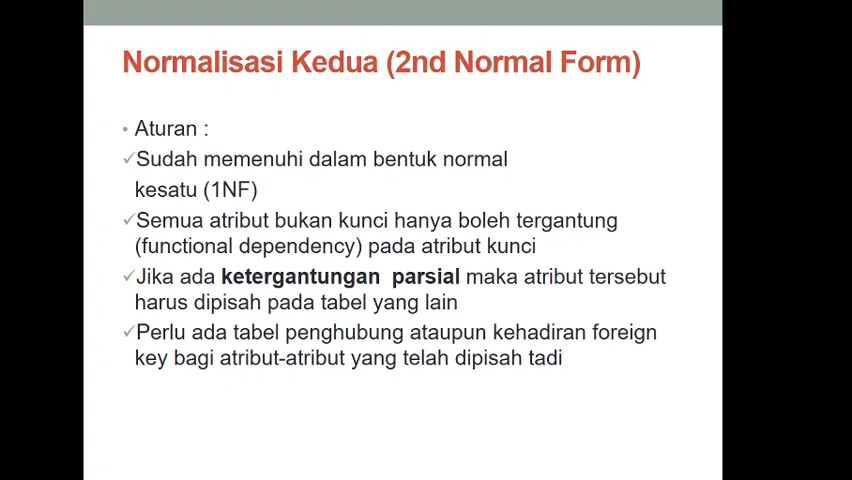 Normalisasi Kedua (2nd Normal Form)
• Aturan :
✓Sudah memenuhi dalam bentuk normal
kesatu (1NF)
✓Semua atribut bukan kunci hanya boleh tergantung
(functional dependency) pada atribut kunci
✓Jika ada ketergantungan parsial maka atribut tersebut
harus dipisah pada tabel yang lain
✓Perlu ada tabel penghubung ataupun kehadiran foreign
key bagi atribut-atribut yang telah dipisah tadi